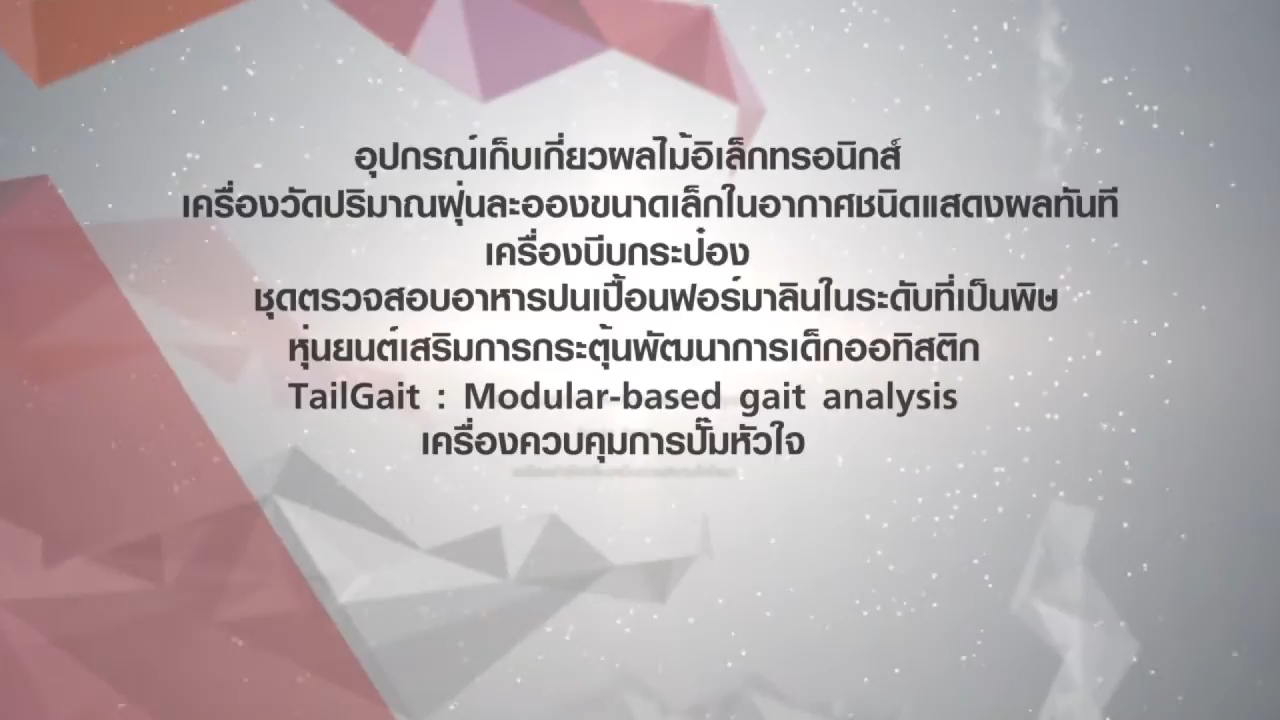 อุปกรณ์เก็บเกี่ยวผลไม้อิเล็กทรอนิกส์
เครื่องวัดปริมาณฝุ่นละอองขนาดเล็กในอากาศชนิดแสดงผลทันที
เครื่องบีบกระป๋อง
ชุดตรวจสอบอาหารปนเปื้อนฟอร์มาลินในระดับที่เป็นพิษ
หุ่นยนต์เสริมการกระตุ้นพัฒนาการเด็กออทิสติก
TailGait : Modular-based gait analysis
เครื่องควบคุมการปั๊มหัวใจ